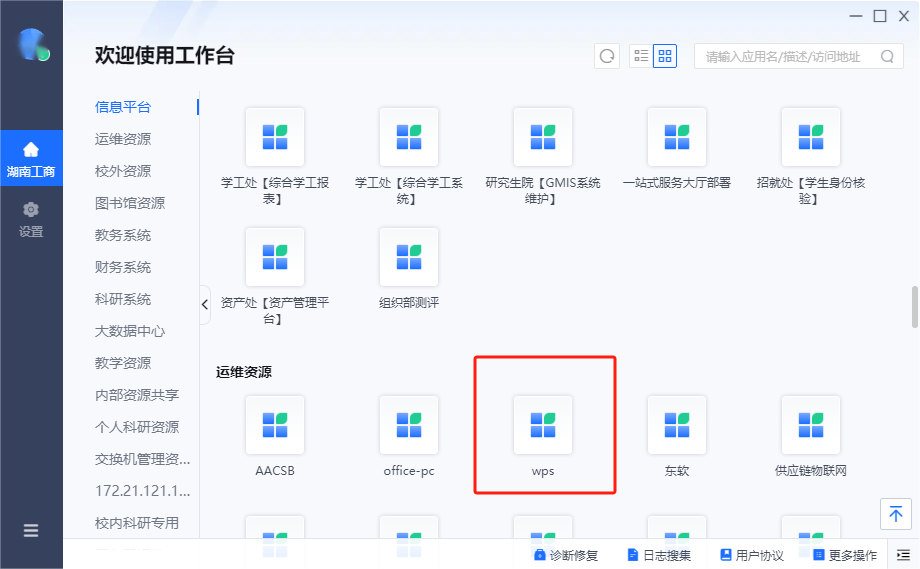 欢迎使用工作台
请输入应用名/描述/访问地址
湖南工商
设置
信息平台
运维资源
校外资源
图书馆资源
教务系统
财务系统
科研系统
大数据中心
教学资源
内部资源共享
个人科研资源
交换机管理资...
172.21.121.1...
校内科研专用
学工处【综合学工报
表】
学工处【综合学工系
统】
研究生院【GMIS系统
维护】
一站式服务大厅部署
招就处【学生身份核
验】
资产处【资产管理平
台】
组织部测评
运维资源
AACSB
office-pc
wps
东软
供应链物联网
诊断修复
日志搜集
用户协议
更多操作